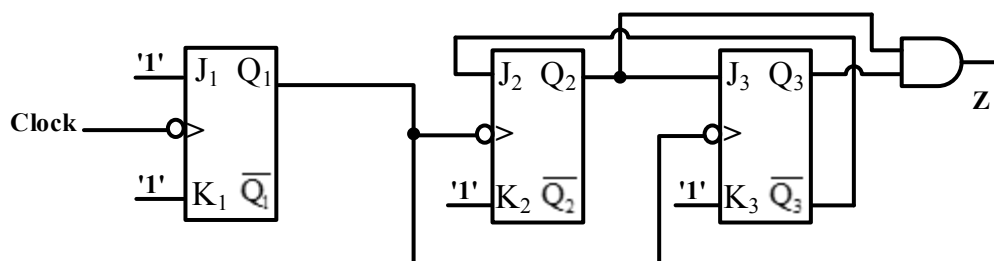 '1' J₁ Q₁ J₂ Q₂ J₃ Q₃
Z
Clock
'1' K₁ Q̅₁ '1' K₂ Q̅₂ '1' K₃ Q̅₃